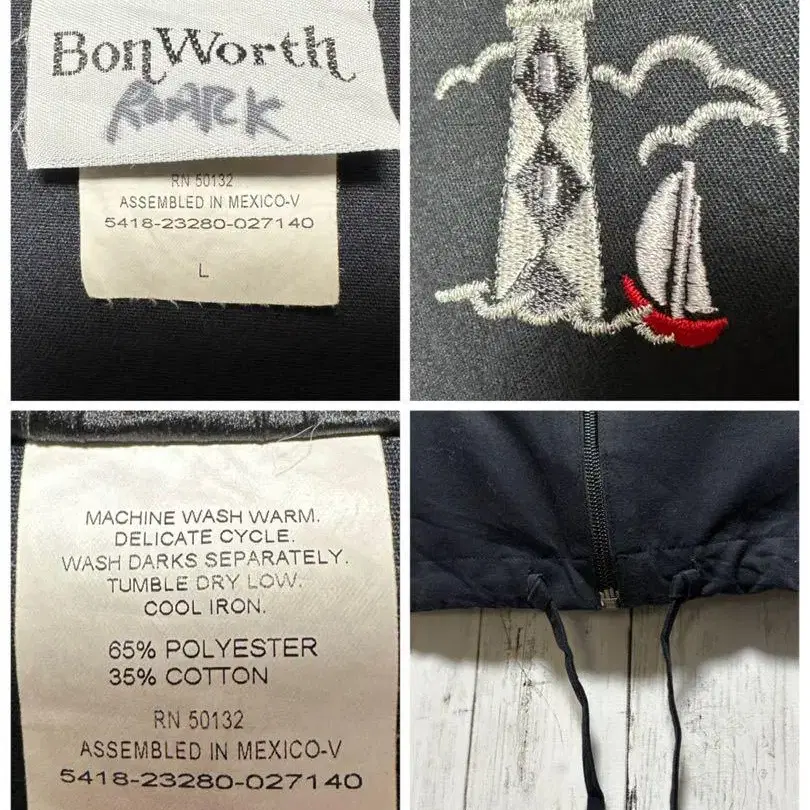 BonWorth
ROARK
RN 50132
ASSEMBLED IN MEXICO-V
5418-23280-027140
L
MACHINE WASH WARM.
DELICATE CYCLE.
WASH DARKS SEPARATELY.
TUMBLE DRY LOW.
COOL IRON.
65% POLYESTER
35% COTTON
RN 50132
ASSEMBLED IN MEXICO-V
5418-23280-027140